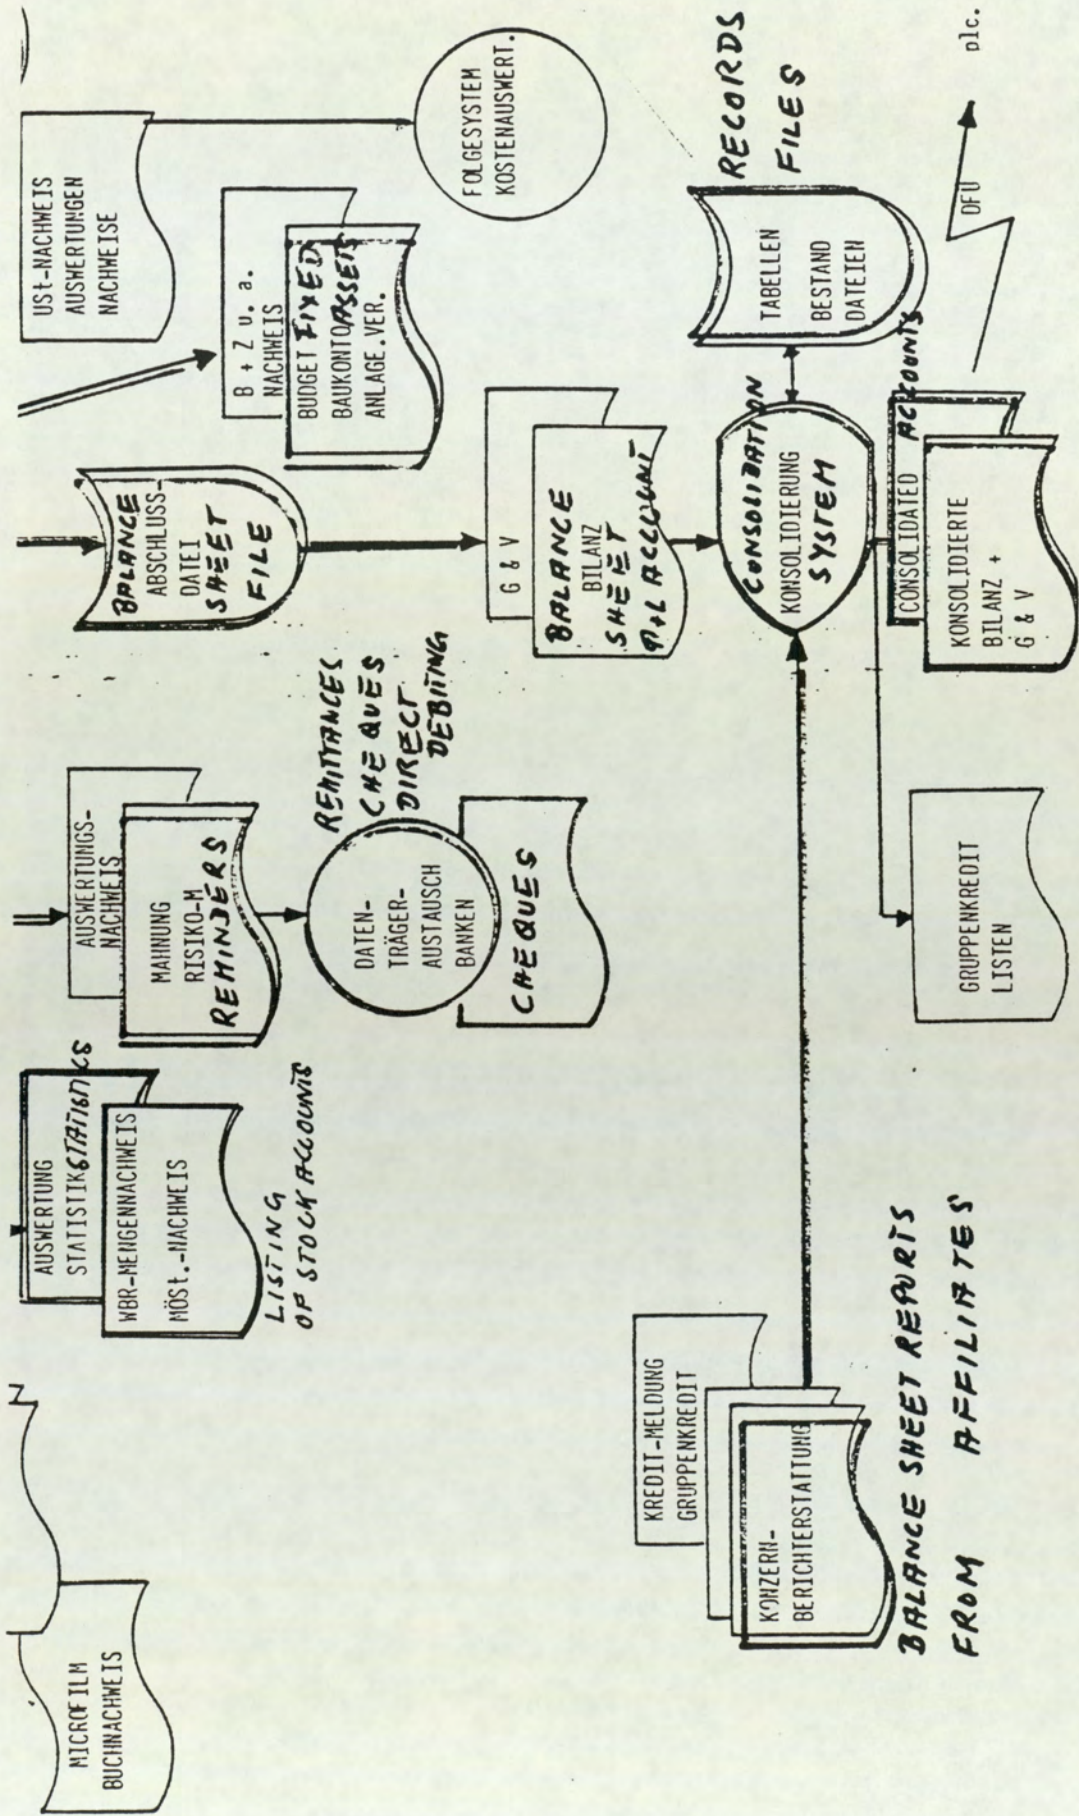 MICROFILM
BUCHNACHWEIS
AUSWERTUNG
STATISTIK STATISTICS
WBR-MENGENNACHWEIS
MÖSt.-NACHWEIS
LISTING
OF STOCK ACCOUNTS
AUSWERTUNGS-
NACHWEIS
MAHNUNG
RISIKO-M
REMINDERS
REMITTANCES
CHEQUES
DIRECT
DEBITING
DATEN-
TRÄGER-
AUSTAUSCH
BANKEN
CHEQUES
BALANCE
ABSCHLUSS-
DATEI
SHEET
FILE
USt-NACHWEIS
AUSWERTUNGEN
NACHWEISE
B + Z u. a.
NACHWEIS
BUDGET FIXED
BAUKONTO ASSETS
ANLAGE.VER.
FOLGESYSTEM
KOSTENAUSWERT.
G & V
BALANCE
BILANZ
SHEET
P+L ACCOUNT
CONSOLIDATION
KONSOLIDIERUNG
SYSTEM
TABELLEN
BESTAND
DATEIEN
RECORDS
FILES
KREDIT-MELDUNG
GRUPPENKREDIT
KONZERN-
BERICHTERSTATTUNG
BALANCE SHEET REPORTS
FROM AFFILIATES
GRUPPENKREDIT
LISTEN
CONSOLIDATED ACCOUNTS
KONSOLIDIERTE
BILANZ +
G & V
DFÜ
plc.